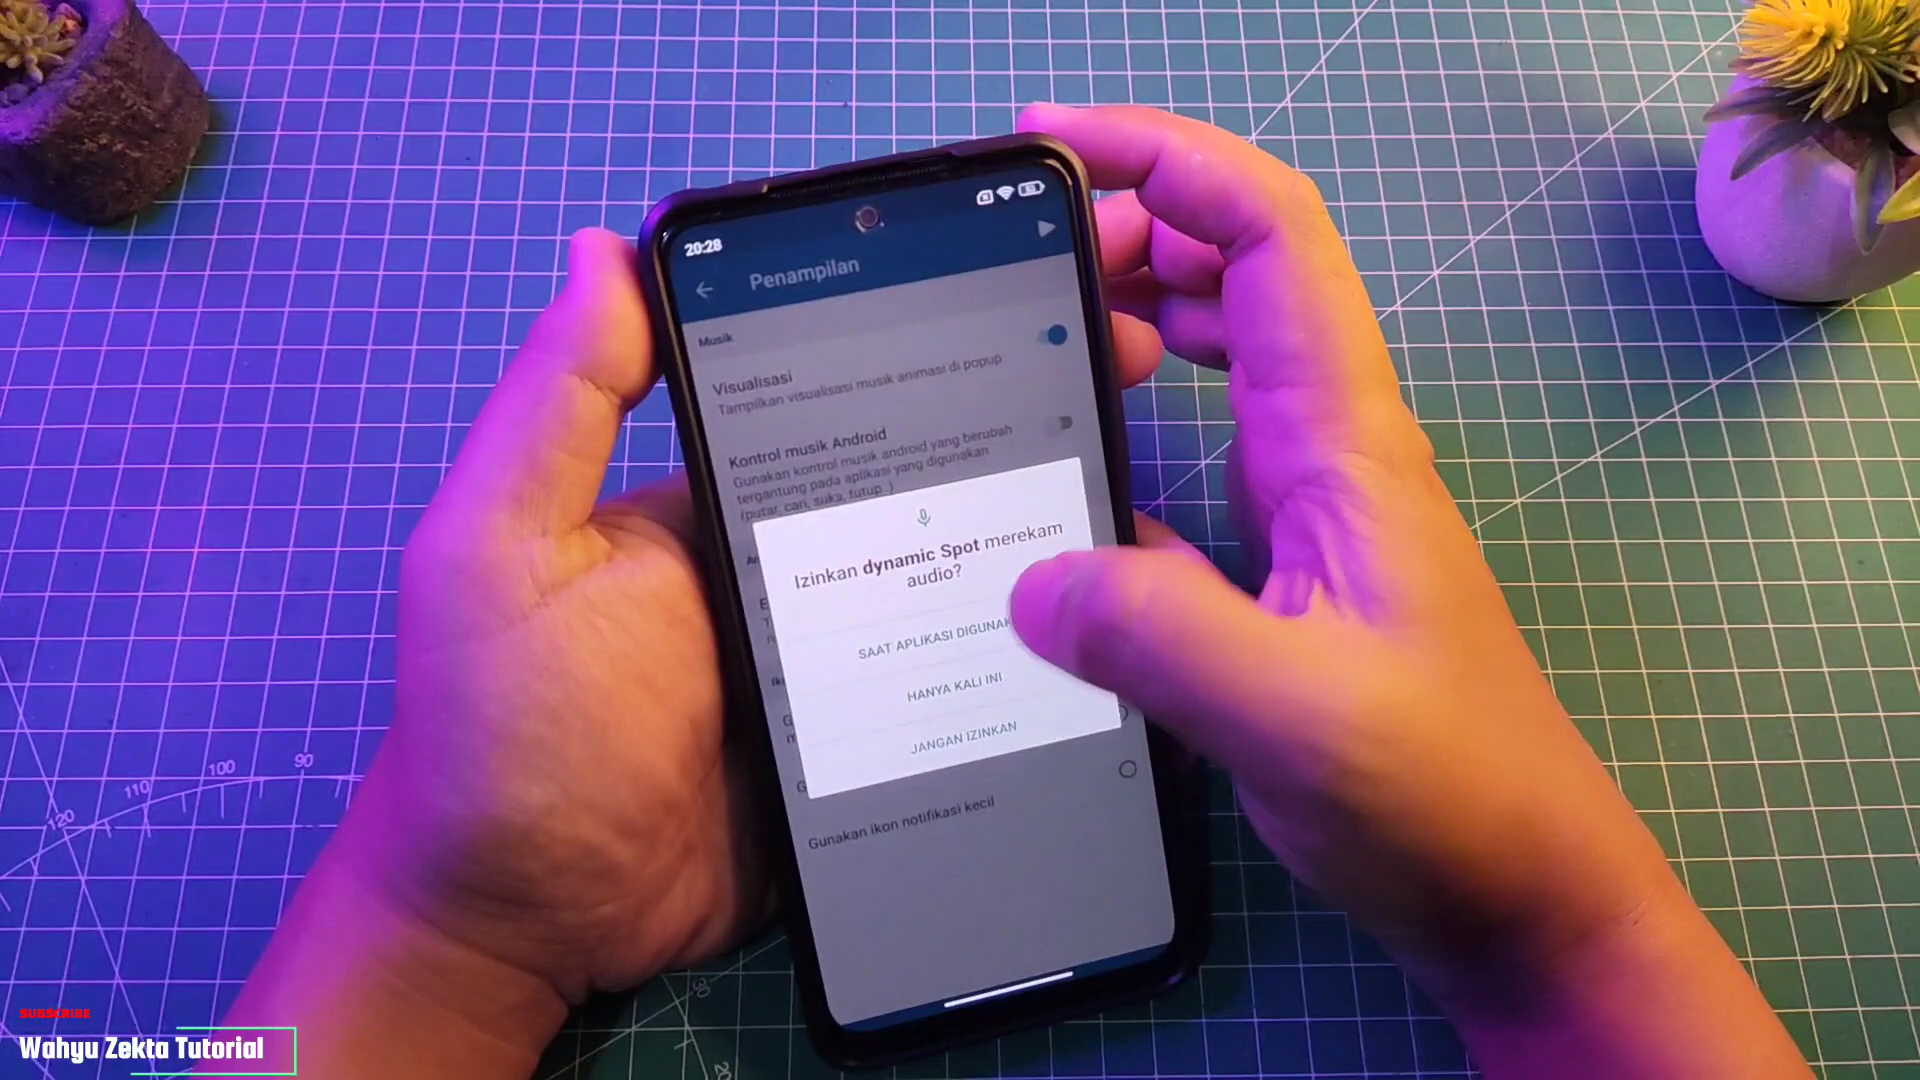 20:28
Penampilan
Musik
Visualisasi
Tampilkan visualisasi musik animasi di popup
Kontrol musik Android
Gunakan kontrol musik android yang berubah
tergantung pada aplikasi yang digunakan
(putar, cari, suka, tutup..)
Izinkan dynamic Spot merekam
audio?
SAAT APLIKASI DIGUNAK
HANYA KALI INI
JANGAN IZINKAN
Gunakan ikon notifikasi kecil
90
100
110
120
SUBSCRIBE
Wahyu Zekta Tutorial